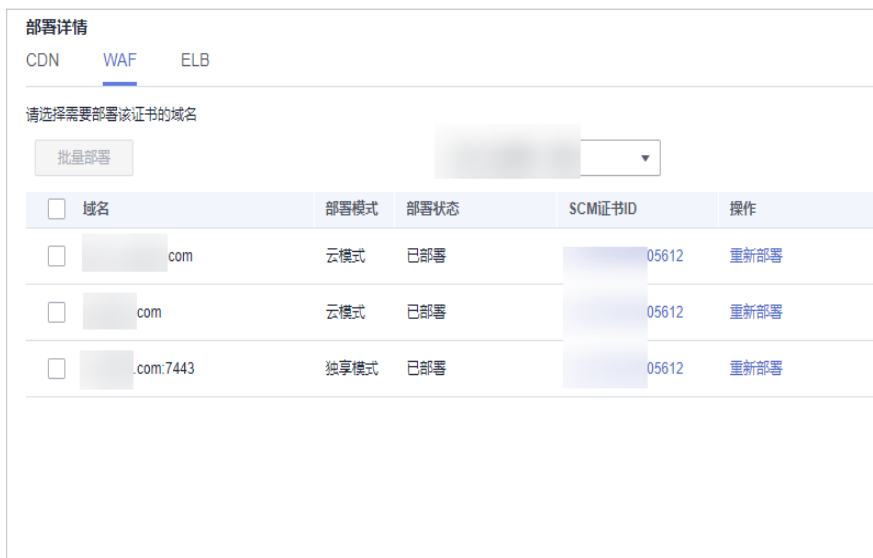 部署详情
CDN WAF ELB
请选择需要部署该证书的域名
批量部署
域名 部署模式 部署状态 SCM证书ID 操作
com 云模式 已部署 05612 重新部署
com 云模式 已部署 05612 重新部署
.com:7443 独享模式 已部署 05612 重新部署